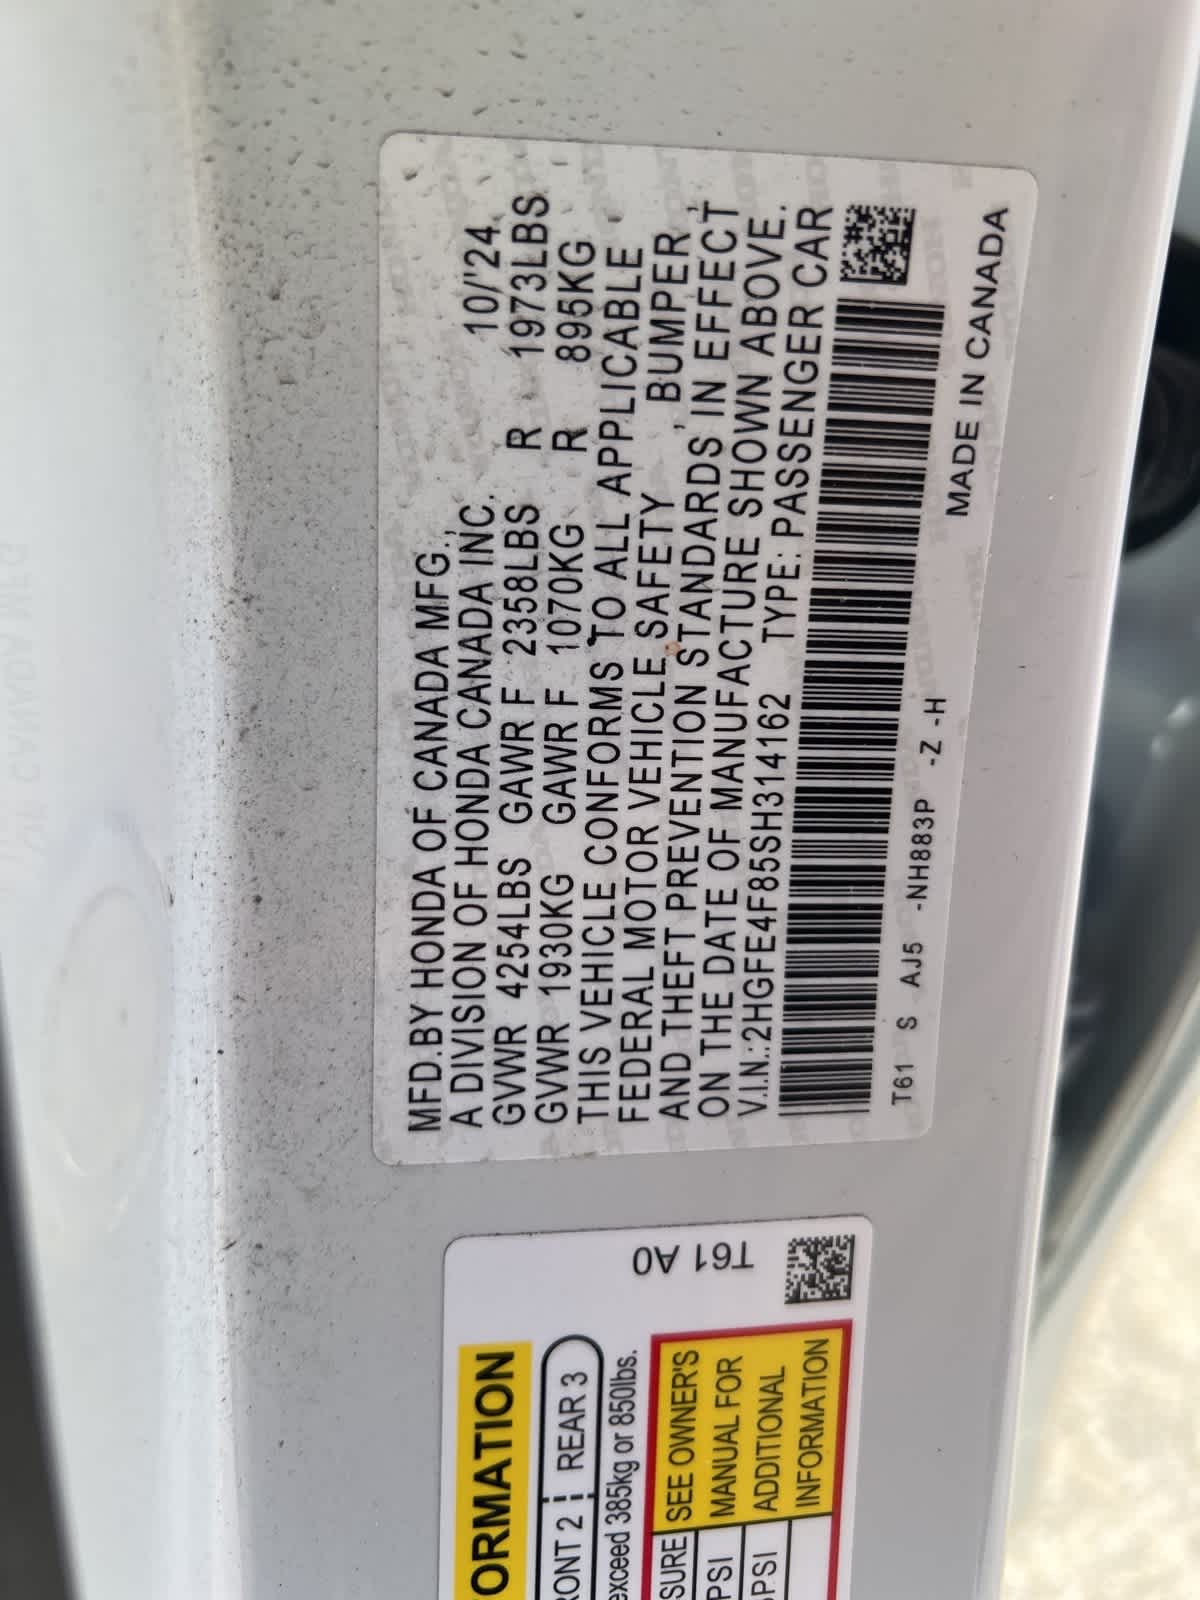 MFD.BY HONDA OF CANADA MFG.,
A DIVISION OF HONDA CANADA INC. 10/'24
GVWR 4254LBS GAWR F 2358LBS R 1973LBS
GVWR 1930KG GAWR F 1070KG R 895KG
THIS VEHICLE CONFORMS TO ALL APPLICABLE
FEDERAL MOTOR VEHICLE SAFETY , BUMPER ,
AND THEFT PREVENTION STANDARDS IN EFFECT
ON THE DATE OF MANUFACTURE SHOWN ABOVE.
V.I.N.:2HGFE4F85SH314162 TYPE: PASSENGER CAR
T61 S AJ5 -NH883P -Z -H
MADE IN CANADA
T61 A0
ORMATION
RONT 2 REAR 3
exceed 385kg or 850lbs.
SURE SEE OWNER'S
PSI MANUAL FOR
PSI ADDITIONAL
INFORMATION